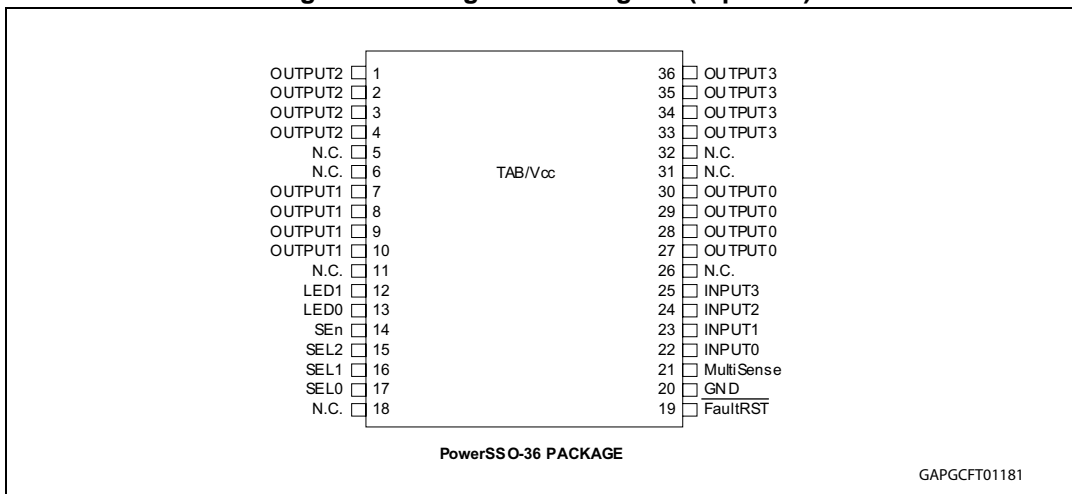 OUTPUT2 1 36 OUTPUT3
OUTPUT2 2 35 OUTPUT3
OUTPUT2 3 34 OUTPUT3
OUTPUT2 4 33 OUTPUT3
N.C. 5 32 N.C.
N.C. 6 TAB/Vcc 31 N.C.
OUTPUT1 7 30 OUTPUT0
OUTPUT1 8 29 OUTPUT0
OUTPUT1 9 28 OUTPUT0
OUTPUT1 10 27 OUTPUT0
N.C. 11 26 N.C.
LED1 12 25 INPUT3
LED0 13 24 INPUT2
SEn 14 23 INPUT1
SEL2 15 22 INPUT0
SEL1 16 21 MultiSense
SEL0 17 20 GND
N.C. 18 19 FaultRST
PowerSSO-36 PACKAGE
GAPGCFT01181